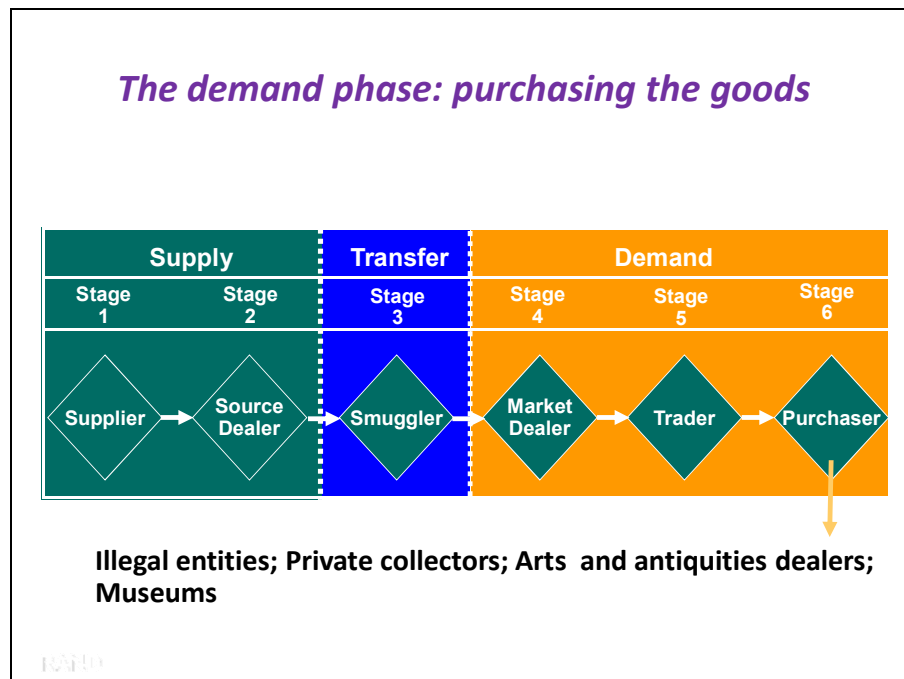 The demand phase: purchasing the goods
Supply Transfer Demand
Stage 1 Stage 2 Stage 3 Stage 4 Stage 5 Stage 6
Supplier
Source
Dealer
Smuggler
Market
Dealer
Trader
Purchaser
Illegal entities; Private collectors; Arts and antiquities dealers;
Museums
RAND